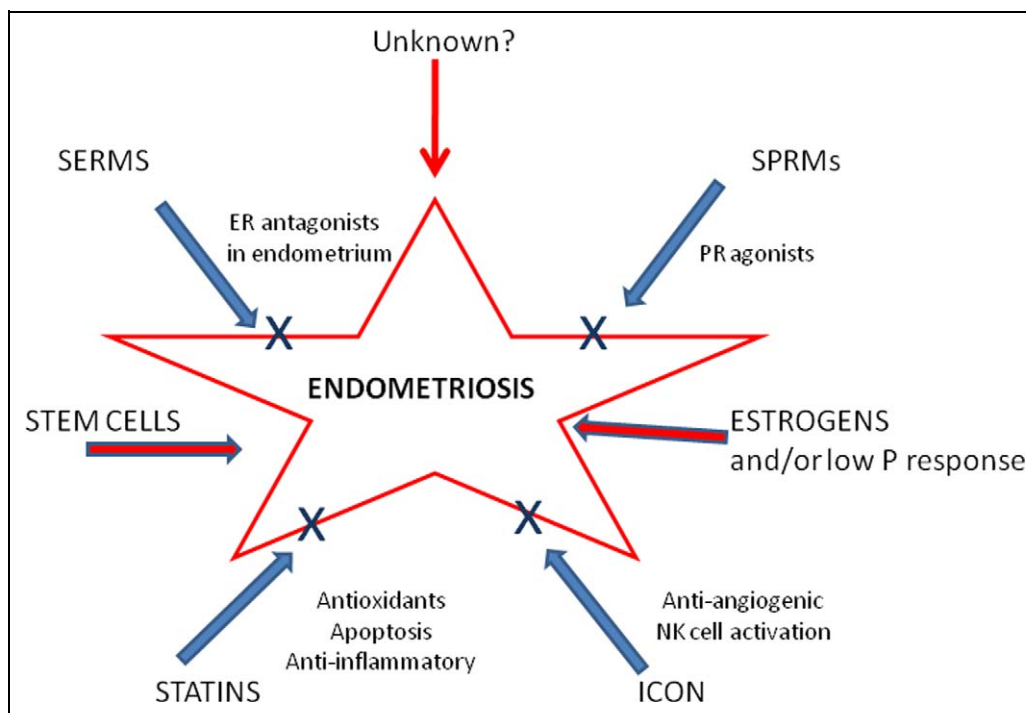 Unknown?
SERMS
SPRMs
ER antagonists
in endometrium
PR agonists
X
X
ENDOMETRIOSIS
STEM CELLS
ESTROGENS
and/or low P response
X
X
Antioxidants
Apoptosis
Anti-inflammatory
Anti-angiogenic
NK cell activation
STATINS
ICON